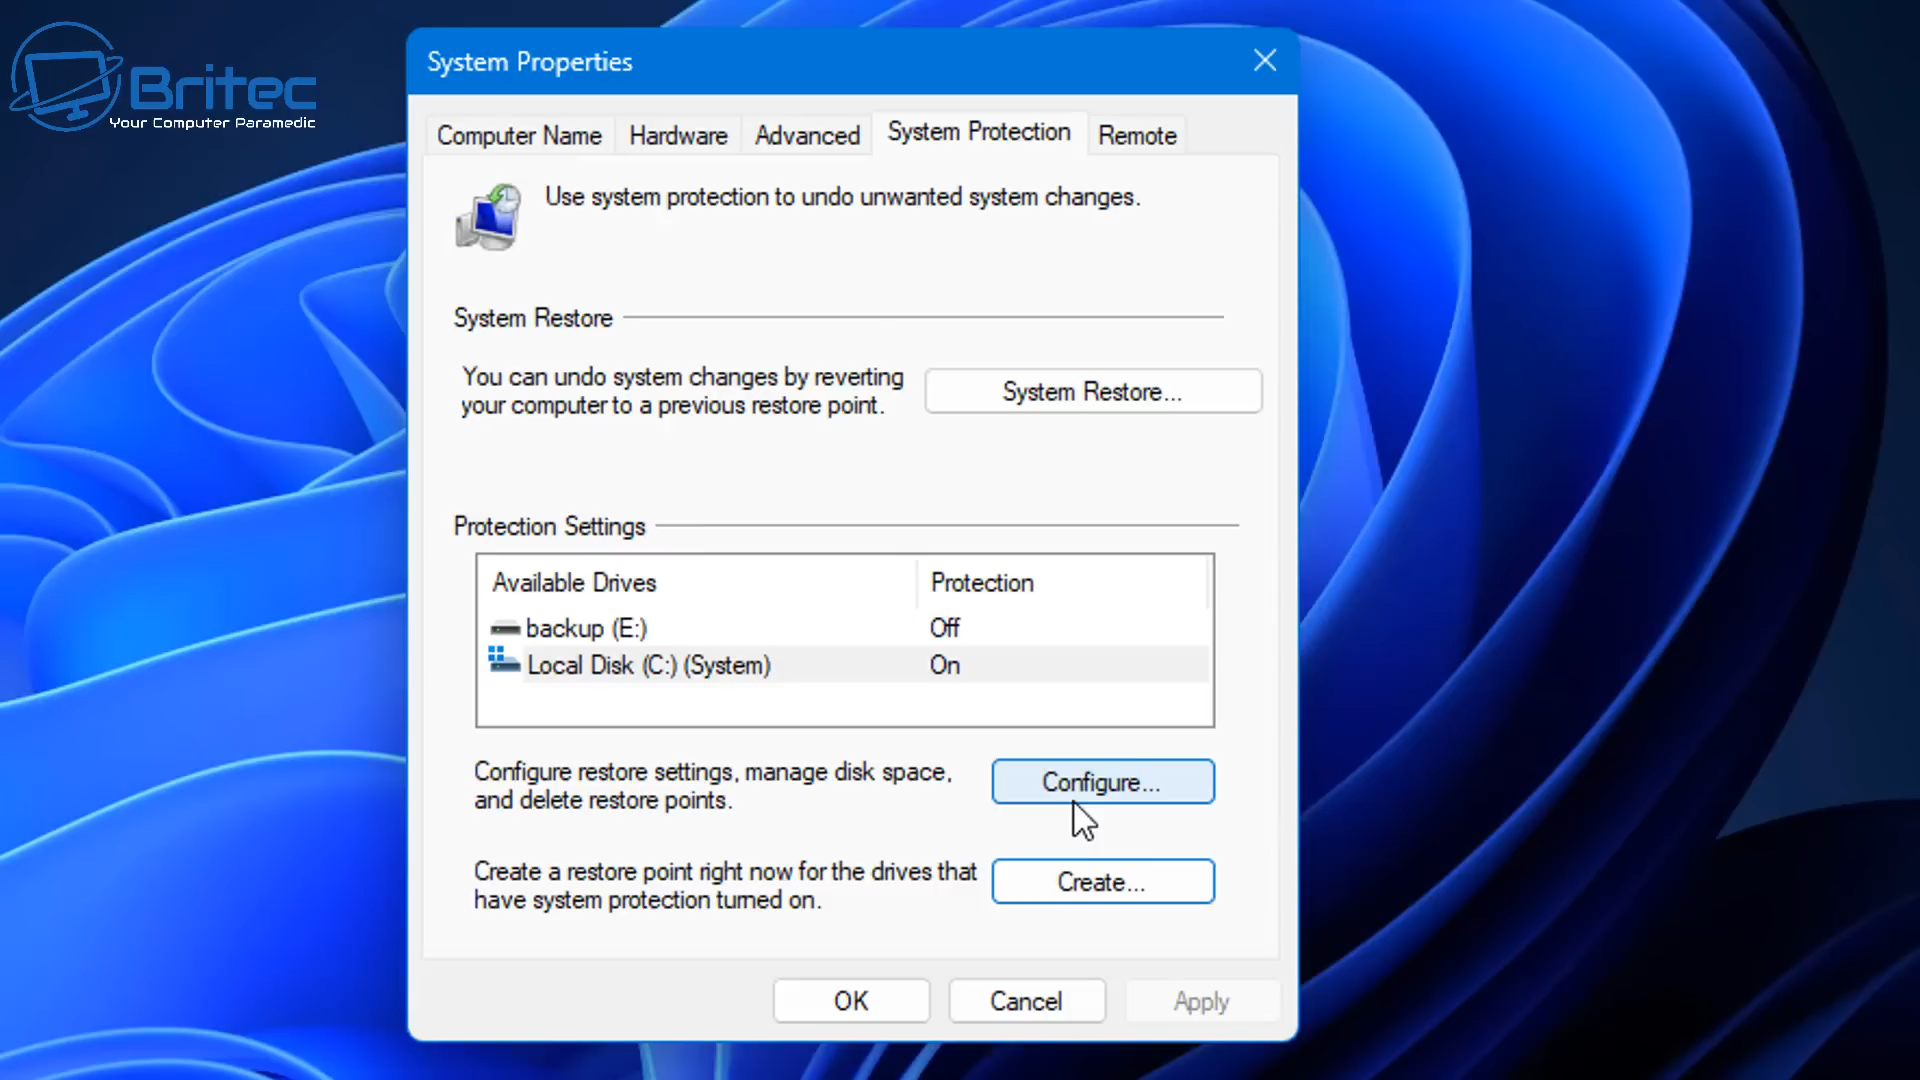 Britec
Your Computer Paramedic
System Properties
Computer Name
Hardware
Advanced
System Protection
Remote
Use system protection to undo unwanted system changes.
System Restore
You can undo system changes by reverting
your computer to a previous restore point.
System Restore...
Protection Settings
Available Drives
Protection
backup (E:)
Off
Local Disk (C:) (System)
On
Configure restore settings, manage disk space,
and delete restore points.
Configure...
Create a restore point right now for the drives that
have system protection turned on.
Create...
OK
Cancel
Apply